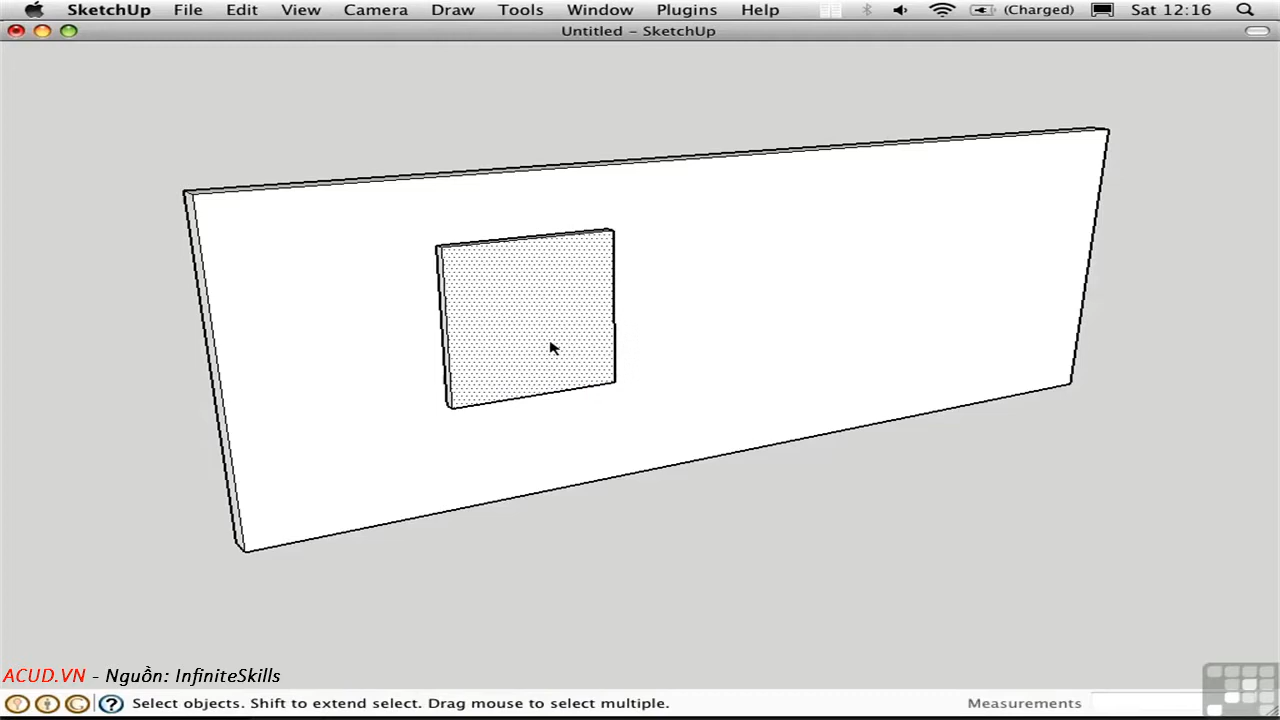 SketchUp File Edit View Camera Draw Tools Window Plugins Help (Charged) Sat 12:16
Untitled – SketchUp
ACUD.VN - Nguồn: InfiniteSkills
Select objects. Shift to extend select. Drag mouse to select multiple. Measurements